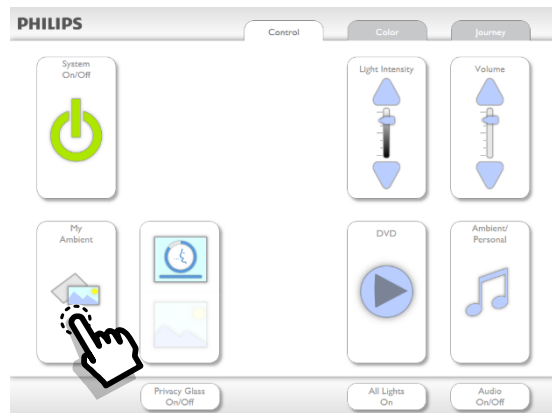 PHILIPS
Control
Color
Journey
System
On/Off
Light Intensity
Volume
My
Ambient
DVD
Ambient/
Personal
Privacy Glass
On/Off
All Lights
On
Audio
On/Off